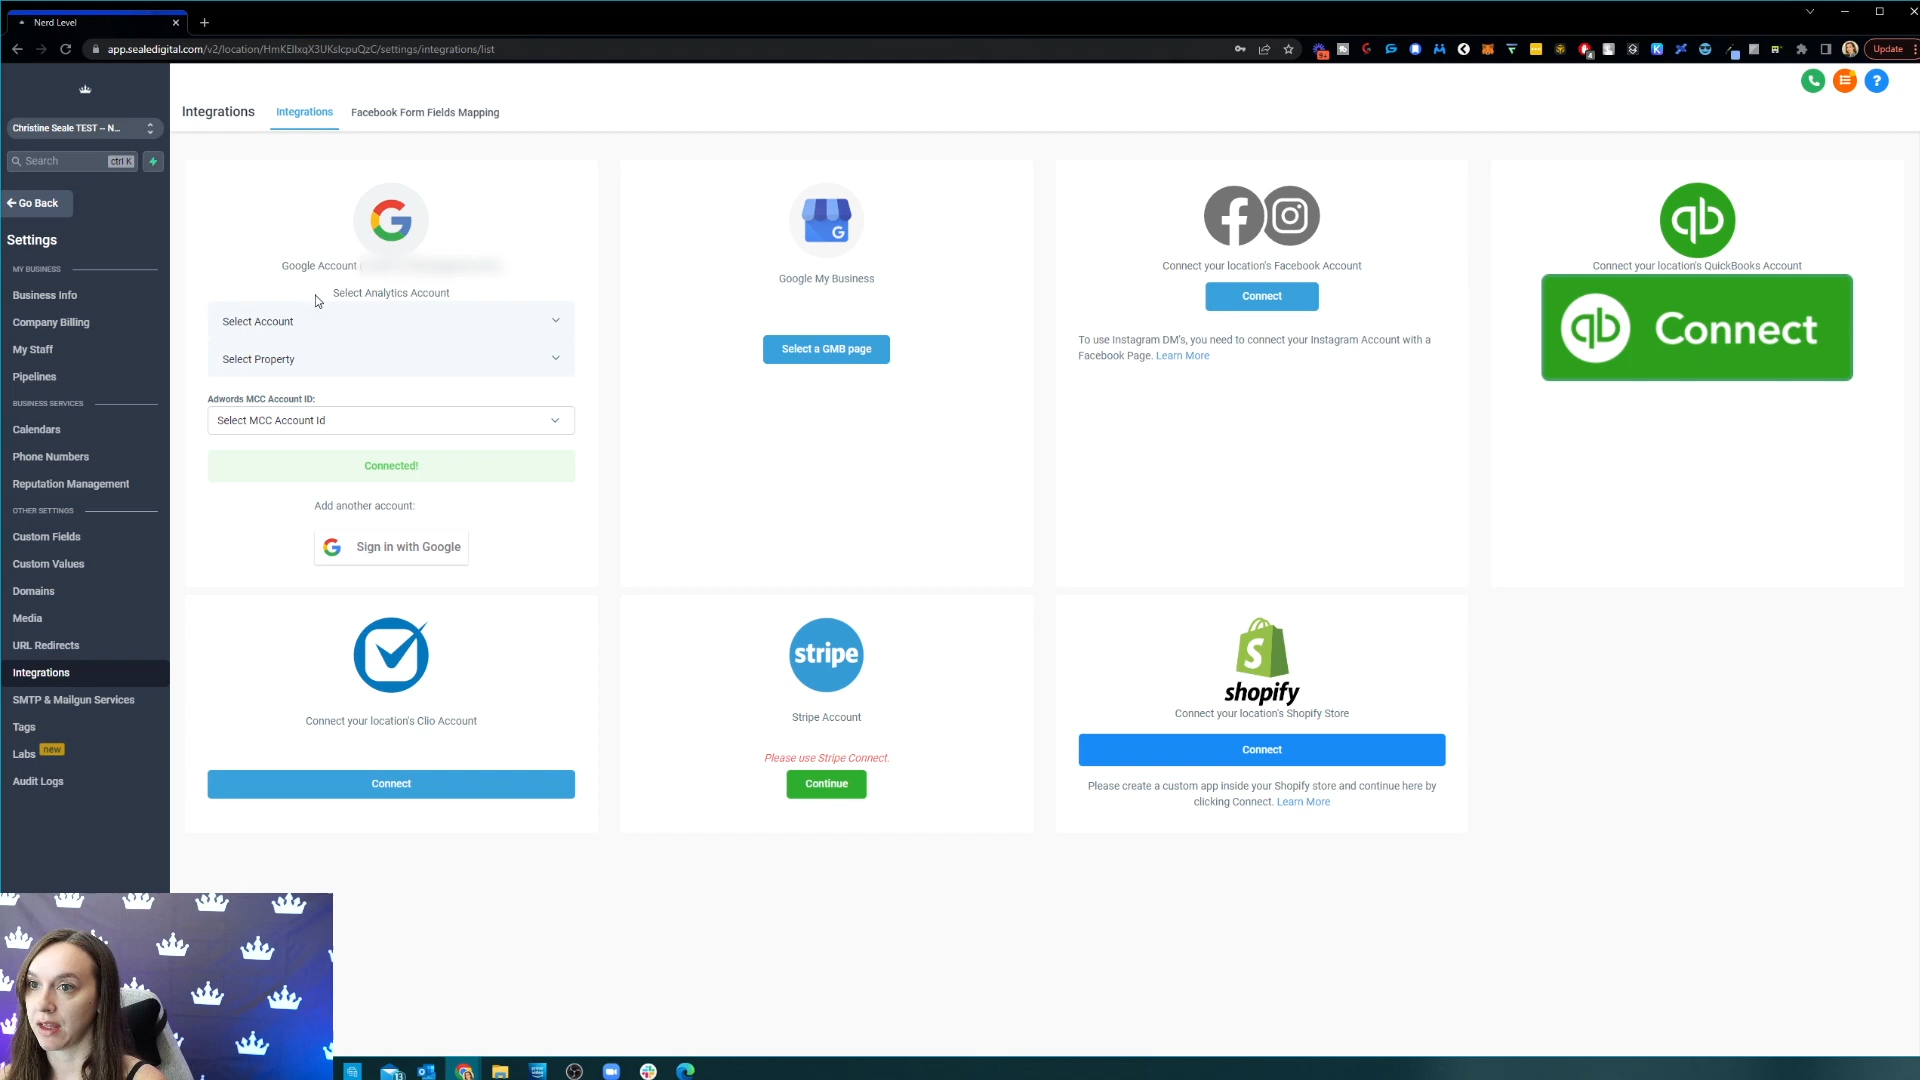 Nerd Level
app.sealedigital.com/v2/location/HmKEllxqX3UKslcpuQzC/settings/integrations/list
Update
Christine Seale TEST -- N...
Search
ctrl K
Go Back
Settings
MY BUSINESS
Business Info
Company Billing
My Staff
Pipelines
BUSINESS SERVICES
Calendars
Phone Numbers
Reputation Management
OTHER SETTINGS
Custom Fields
Custom Values
Domains
Media
URL Redirects
Integrations
SMTP & Mailgun Services
Tags
Labs new
Audit Logs
Integrations
Integrations
Facebook Form Fields Mapping
Google Account
Select Analytics Account
Select Account
Select Property
Adwords MCC Account ID:
Select MCC Account Id
Connected!
Add another account:
Sign in with Google
Google My Business
Select a GMB page
Connect your location's Facebook Account
Connect
To use Instagram DM's, you need to connect your Instagram Account with a
Facebook Page. Learn More
qb
Connect your location's QuickBooks Account
qb Connect
Connect your location's Clio Account
Connect
stripe
Stripe Account
Please use Stripe Connect.
Continue
shopify
Connect your location's Shopify Store
Connect
Please create a custom app inside your Shopify store and continue here by
clicking Connect. Learn More